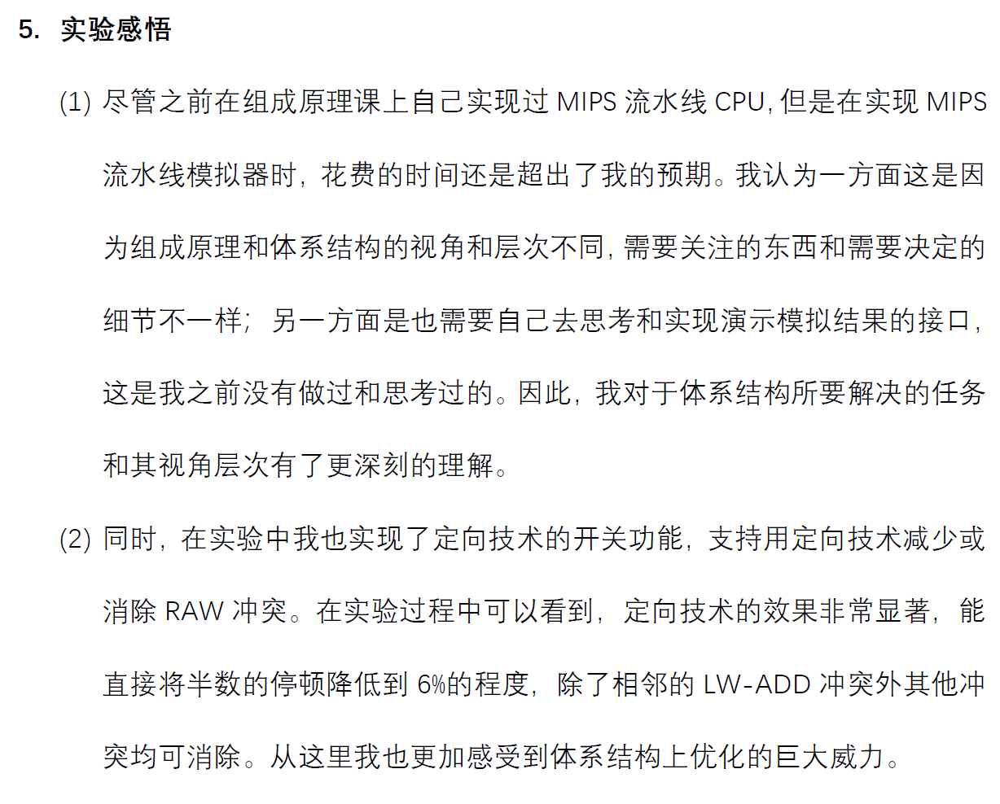 5. 实验感悟
(1) 尽管之前在组成原理课上自己实现过 MIPS 流水线 CPU, 但是在实现 MIPS
流水线模拟器时，花费的时间还是超出了我的预期。我认为一方面这是因
为组成原理和体系结构的视角和层次不同，需要关注的东西和需要决定的
细节不一样；另一方面是也需要自己去思考和实现演示模拟结果的接口，
这是我之前没有做过和思考过的。因此，我对于体系结构所要解决的任务
和其视角层次有了更深刻的理解。
(2) 同时，在实验中我也实现了定向技术的开关功能，支持用定向技术减少或
消除 RAW 冲突。在实验过程中可以看到，定向技术的效果非常显著，能
直接将半数的停顿降低到 6%的程度，除了相邻的 LW-ADD 冲突外其他冲
突均可消除。从这里我也更加感受到体系结构上优化的巨大威力。